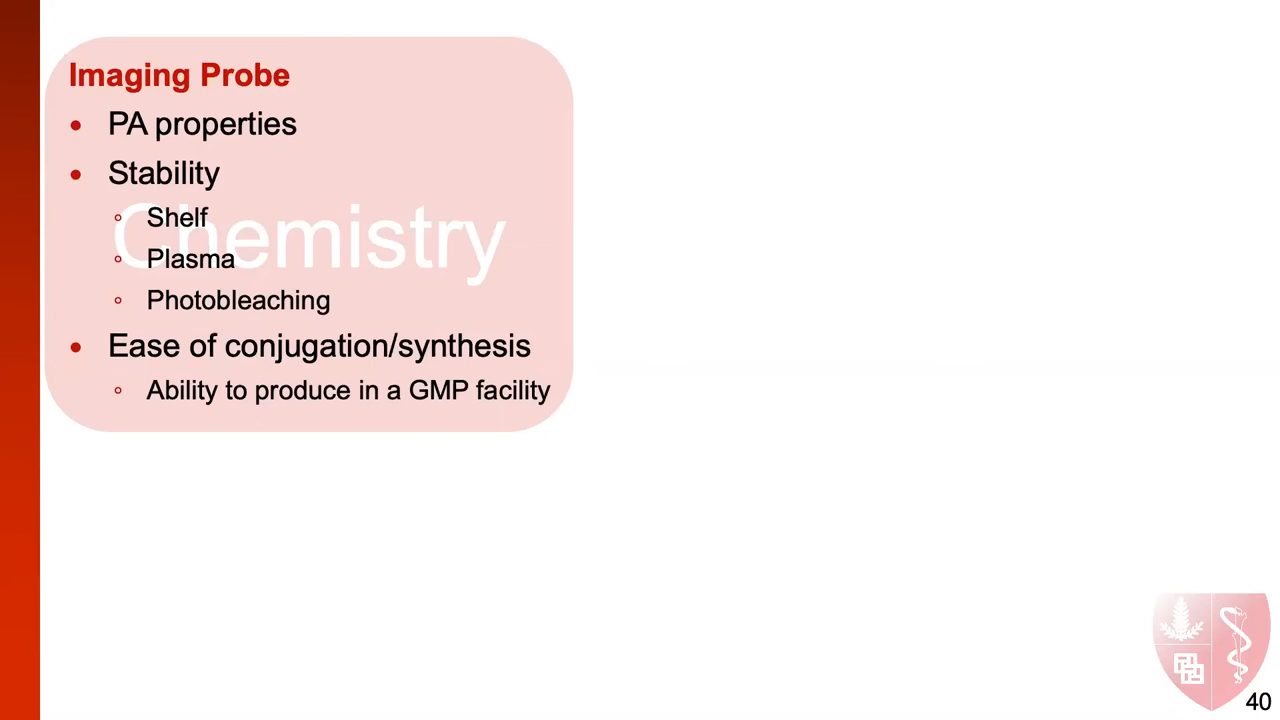 Imaging Probe
• PA properties
• Stability
◦ Shelf
Chemistry
◦ Plasma
◦ Photobleaching
• Ease of conjugation/synthesis
◦ Ability to produce in a GMP facility
40